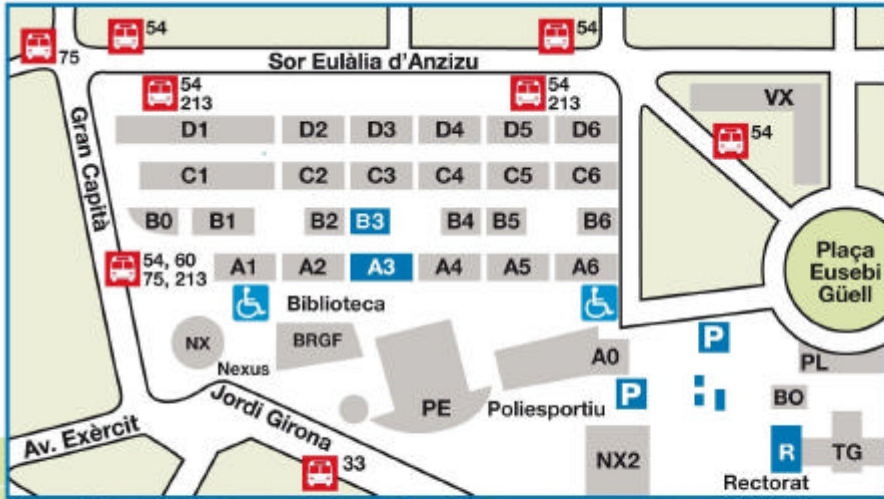 75
54
54
Sor Eulàlia d'Anzizu
54
213
54
213
VX
54
Gran Capità
D1 D2 D3 D4 D5 D6
C1 C2 C3 C4 C5 C6
B0 B1 B2 B3 B4 B5 B6
54, 60
75, 213
A1 A2 A3 A4 A5 A6
Plaça
Eusebi
Güell
Biblioteca
NX
BRGF
Nexus
A0
P
PL
Jordi Girona
PE
Poliesportiu
P
BO
Av. Exèrcit
33
NX2
R
TG
Rectorat